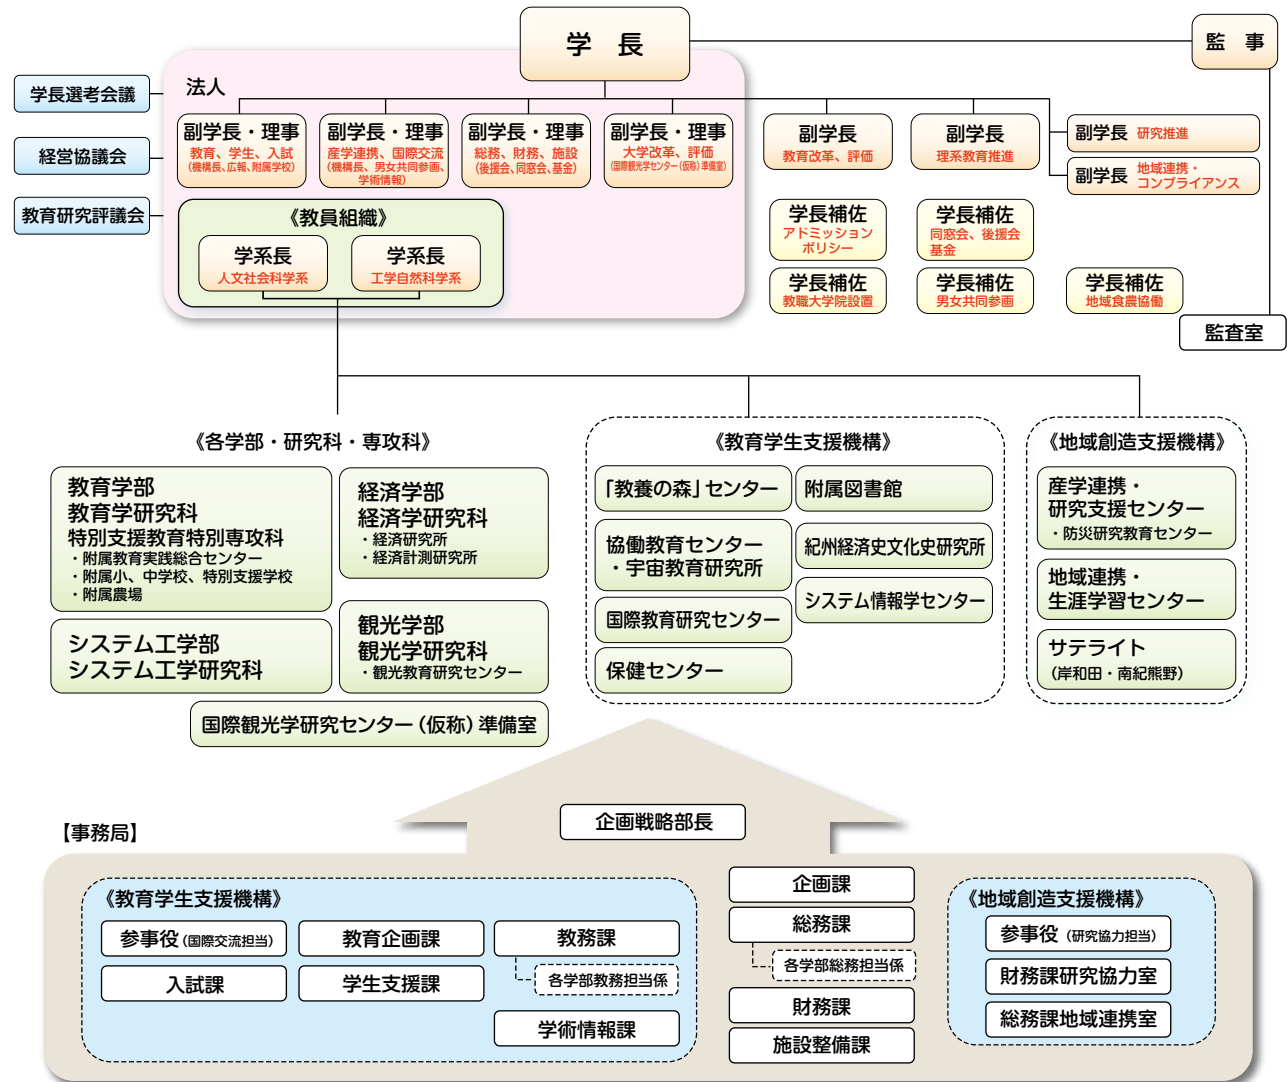 学　長
監　事
学長選考会議
経営協議会
教育研究評議会
法人
副学長・理事
教育、学生、入試
(機構長、広報、附属学校)
副学長・理事
産学連携、国際交流
(機構長、男女共同参画、
学術情報)
副学長・理事
総務、財務、施設
(後援会、同窓会、基金)
副学長・理事
大学改革、評価
(国際観光学センター(仮称)準備室)
副学長
教育改革、評価
副学長
理系教育推進
副学長 研究推進
副学長 地域連携・
コンプライアンス
《教員組織》
学系長
人文社会科学系
学系長
工学自然科学系
学長補佐
アドミッション
ポリシー
学長補佐
同窓会、後援会
基金
学長補佐
教職大学院設置
学長補佐
男女共同参画
学長補佐
地域食農協働
監査室
《各学部・研究科・専攻科》
教育学部
教育学研究科
特別支援教育特別専攻科
・附属教育実践総合センター
・附属小、中学校、特別支援学校
・附属農場
経済学部
経済学研究科
・経済研究所
・経済計測研究所
システム工学部
システム工学研究科
観光学部
観光学研究科
・観光教育研究センター
国際観光学研究センター(仮称)準備室
《教育学生支援機構》
「教養の森」センター
附属図書館
協働教育センター
・宇宙教育研究所
紀州経済史文化史研究所
国際教育研究センター
システム情報学センター
保健センター
《地域創造支援機構》
産学連携・
研究支援センター
・防災研究教育センター
地域連携・
生涯学習センター
サテライト
(岸和田・南紀熊野)
企画戦略部長
【事務局】
《教育学生支援機構》
参事役(国際交流担当)
教育企画課
教務課
各学部教務担当係
入試課
学生支援課
学術情報課
企画課
総務課
各学部総務担当係
財務課
施設整備課
《地域創造支援機構》
参事役(研究協力担当)
財務課研究協力室
総務課地域連携室